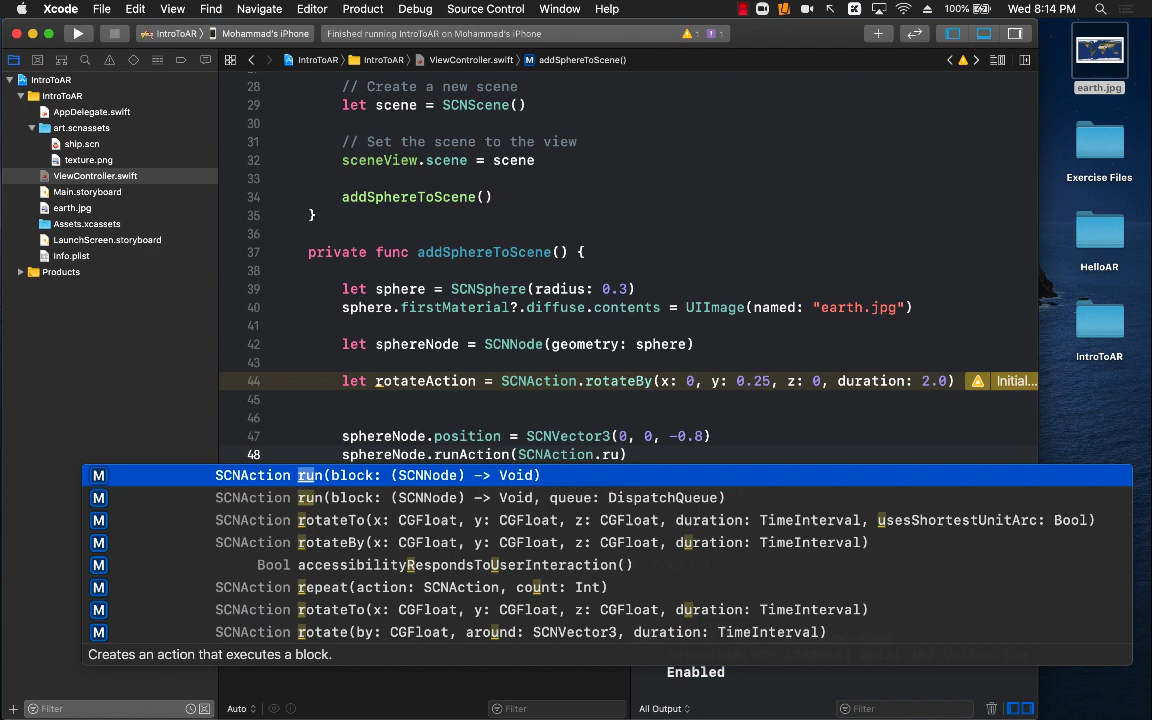 Xcode File Edit View Find Navigate Editor Product Debug Source Control Window Help 100% Wed 8:14 PM
IntroToAR Mohammad's iPhone Finished running IntroToAR on Mohammad's iPhone 1 1
IntroToAR IntroToAR ViewController.swift M addSphereToScene()
IntroToAR
IntroToAR
AppDelegate.swift
art.scnassets
ship.scn
texture.png
ViewController.swift
Main.storyboard
earth.jpg
Assets.xcassets
LaunchScreen.storyboard
Info.plist
Products
28 // Create a new scene
29 let scene = SCNScene()
30
31 // Set the scene to the view
32 sceneView.scene = scene
33
34 addSphereToScene()
35 }
36
37 private func addSphereToScene() {
38
39 let sphere = SCNSphere(radius: 0.3)
40 sphere.firstMaterial?.diffuse.contents = UIImage(named: "earth.jpg")
41
42 let sphereNode = SCNNode(geometry: sphere)
43
44 let rotateAction = SCNAction.rotateBy(x: 0, y: 0.25, z: 0, duration: 2.0) Initial...
45
46
47 sphereNode.position = SCNVector3(0, 0, -0.8)
48 sphereNode.runAction(SCNAction.ru)
M SCNAction run(block: (SCNNode) -> Void)
M SCNAction run(block: (SCNNode) -> Void, queue: DispatchQueue)
M SCNAction rotateTo(x: CGFloat, y: CGFloat, z: CGFloat, duration: TimeInterval, usesShortestUnitArc: Bool)
M SCNAction rotateBy(x: CGFloat, y: CGFloat, z: CGFloat, duration: TimeInterval)
M Bool accessibilityRespondsToUserInteraction()
M SCNAction repeat(action: SCNAction, count: Int)
M SCNAction rotateTo(x: CGFloat, y: CGFloat, z: CGFloat, duration: TimeInterval)
M SCNAction rotate(by: CGFloat, around: SCNVector3, duration: TimeInterval)
Creates an action that executes a block.
Enabled
Filter Auto Filter All Output Filter
earth.jpg
Exercise Files
HelloAR
IntroToAR